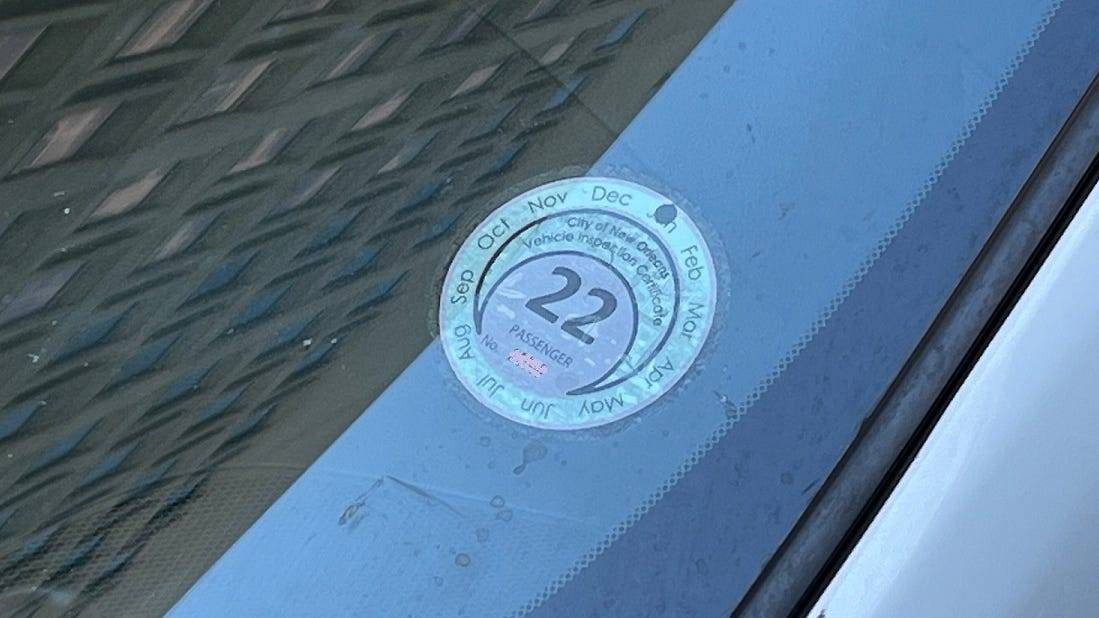 Jan
Feb
Mar
Apr
May
Jun
Jul
Aug
Sep
Oct
Nov
Dec
City of New Orleans
Vehicle Inspection Certificate
22
PASSENGER
No.